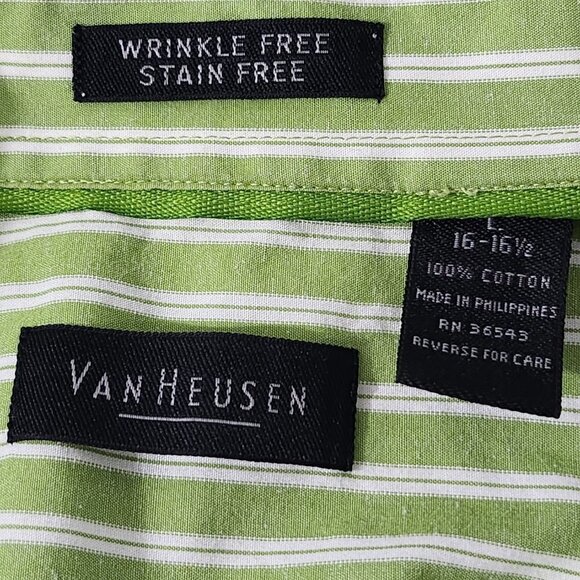 WRINKLE FREE
STAIN FREE
L
16-16½
100% COTTON
MADE IN PHILIPPINES
RN 36543
REVERSE FOR CARE
VAN HEUSEN